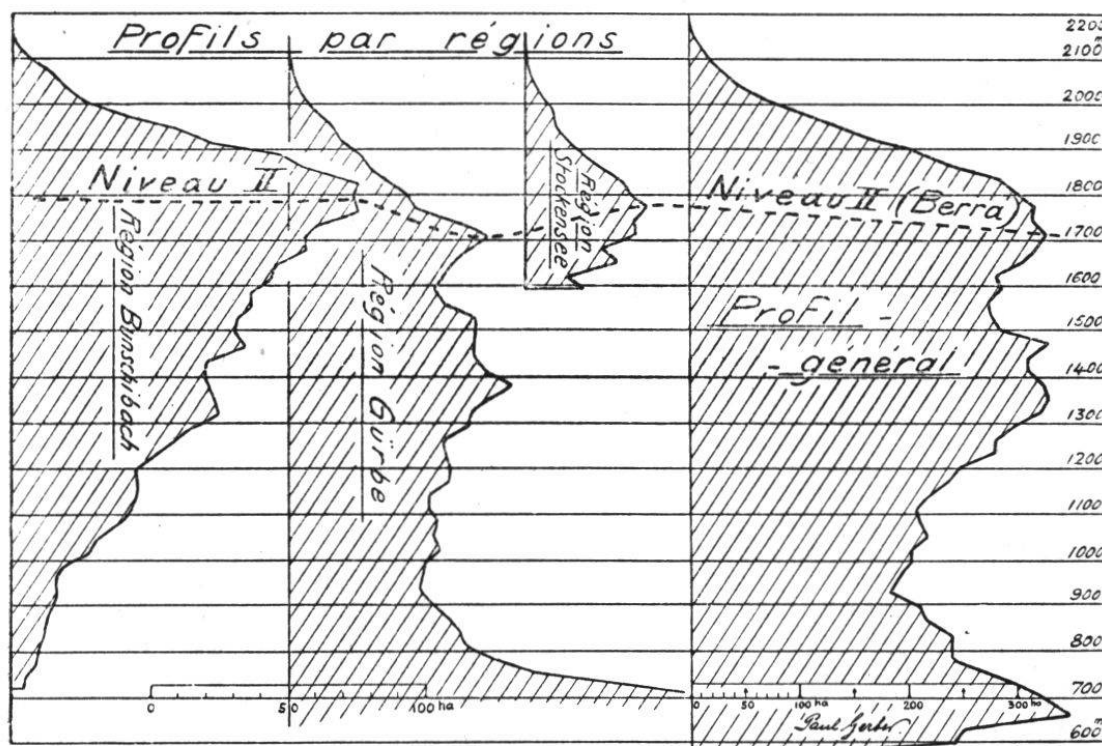 Profils par régions
Niveau II
Région Bunschibach
Région Gürbe
Région
Stockensee
Niveau II (Berra)
Profil -
- général
2200
2100 m
2000
1900
1800
1700
1600
1500
1400
1300
1200
1100
1000
900
800
700
600 m
0 5 100 ha
0 50 100 ha 200 300 ha
Paul Gerber